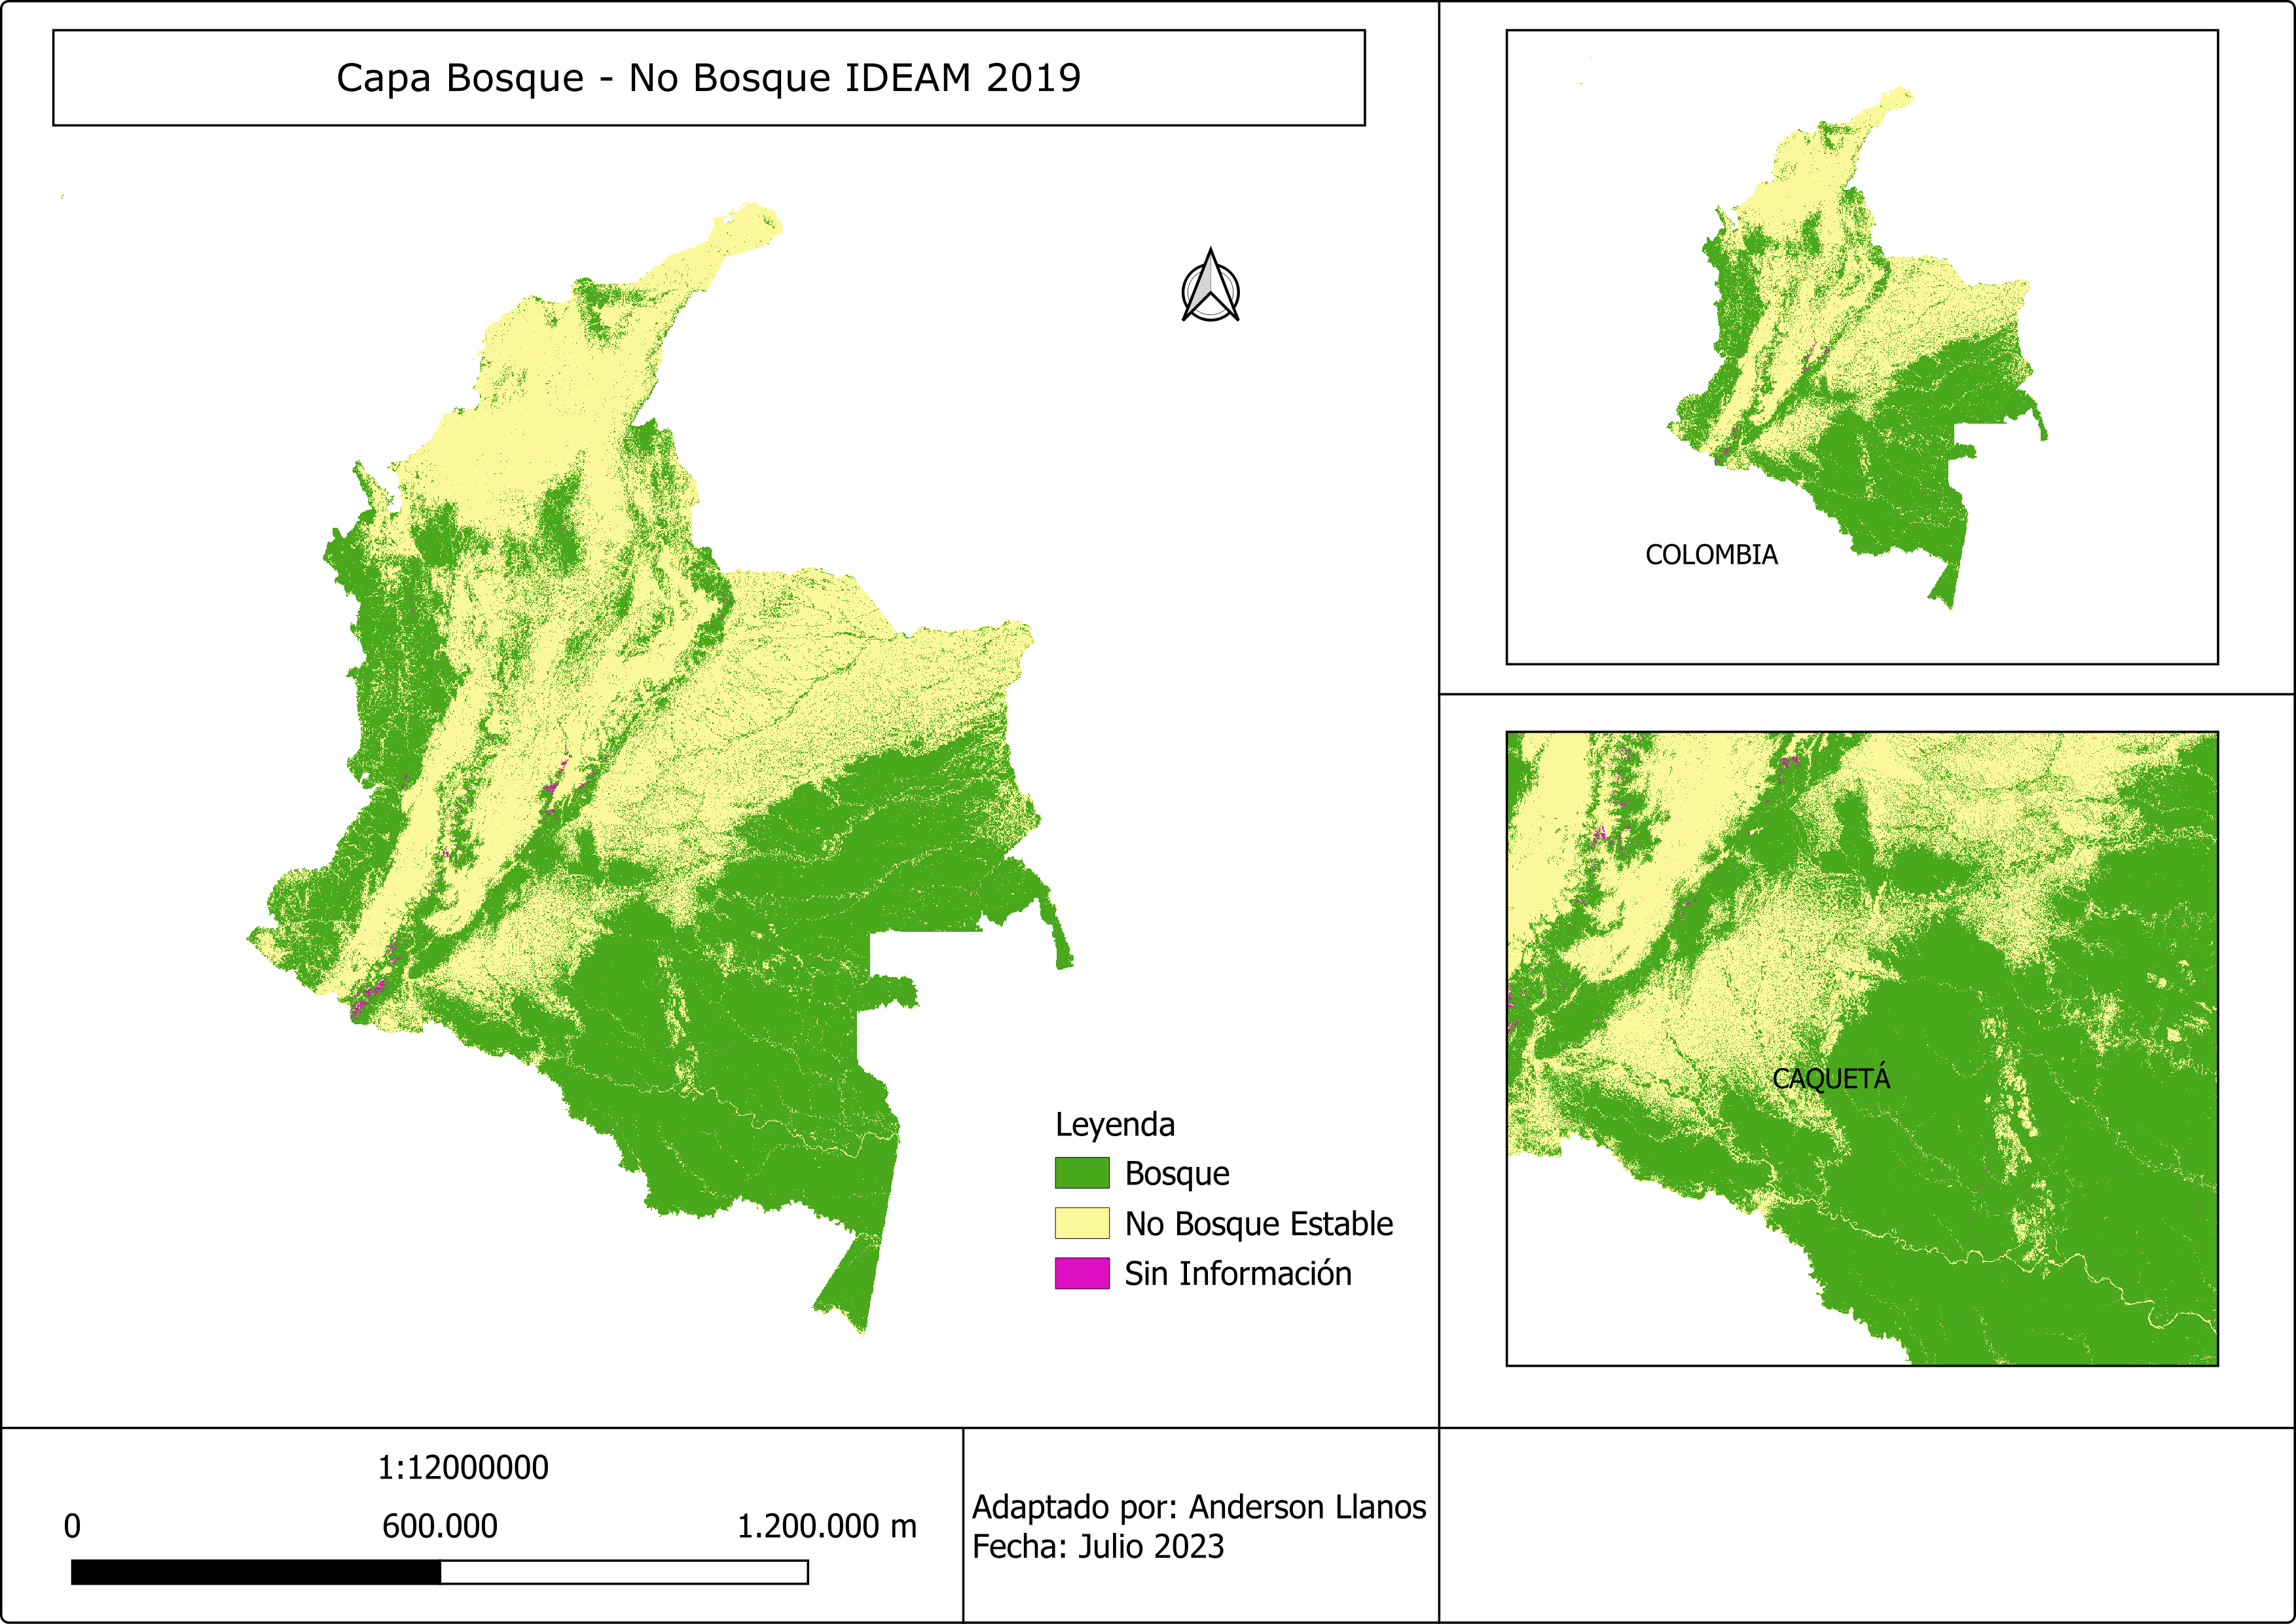 Capa Bosque - No Bosque IDEAM 2019
COLOMBIA
CAQUETÁ
Leyenda
Bosque
No Bosque Estable
Sin Información
1:12000000
0 600.000 1.200.000 m
Adaptado por: Anderson Llanos
Fecha: Julio 2023